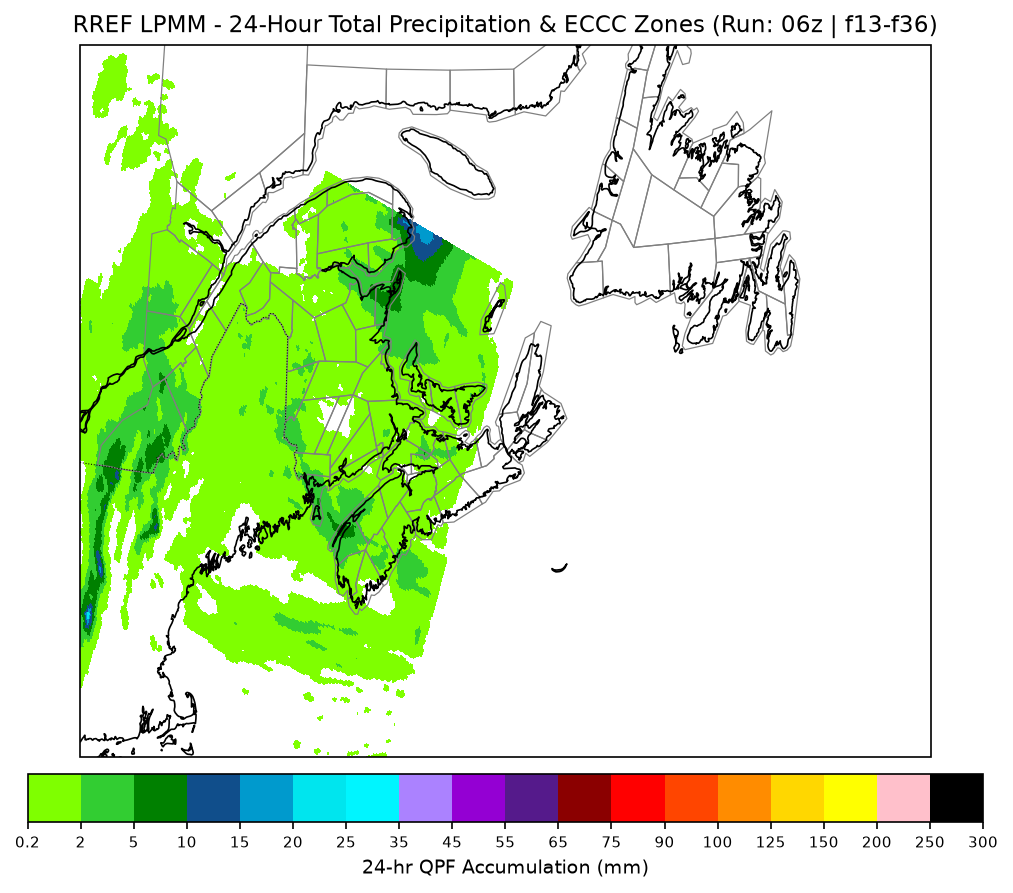 RREF LPMM - 24-Hour Total Precipitation & ECCC Zones (Run: 06z | f13-f36)
0.2 2 5 10 15 20 25 35 45 55 65 75 90 100 125 150 200 250 300
24-hr QPF Accumulation (mm)